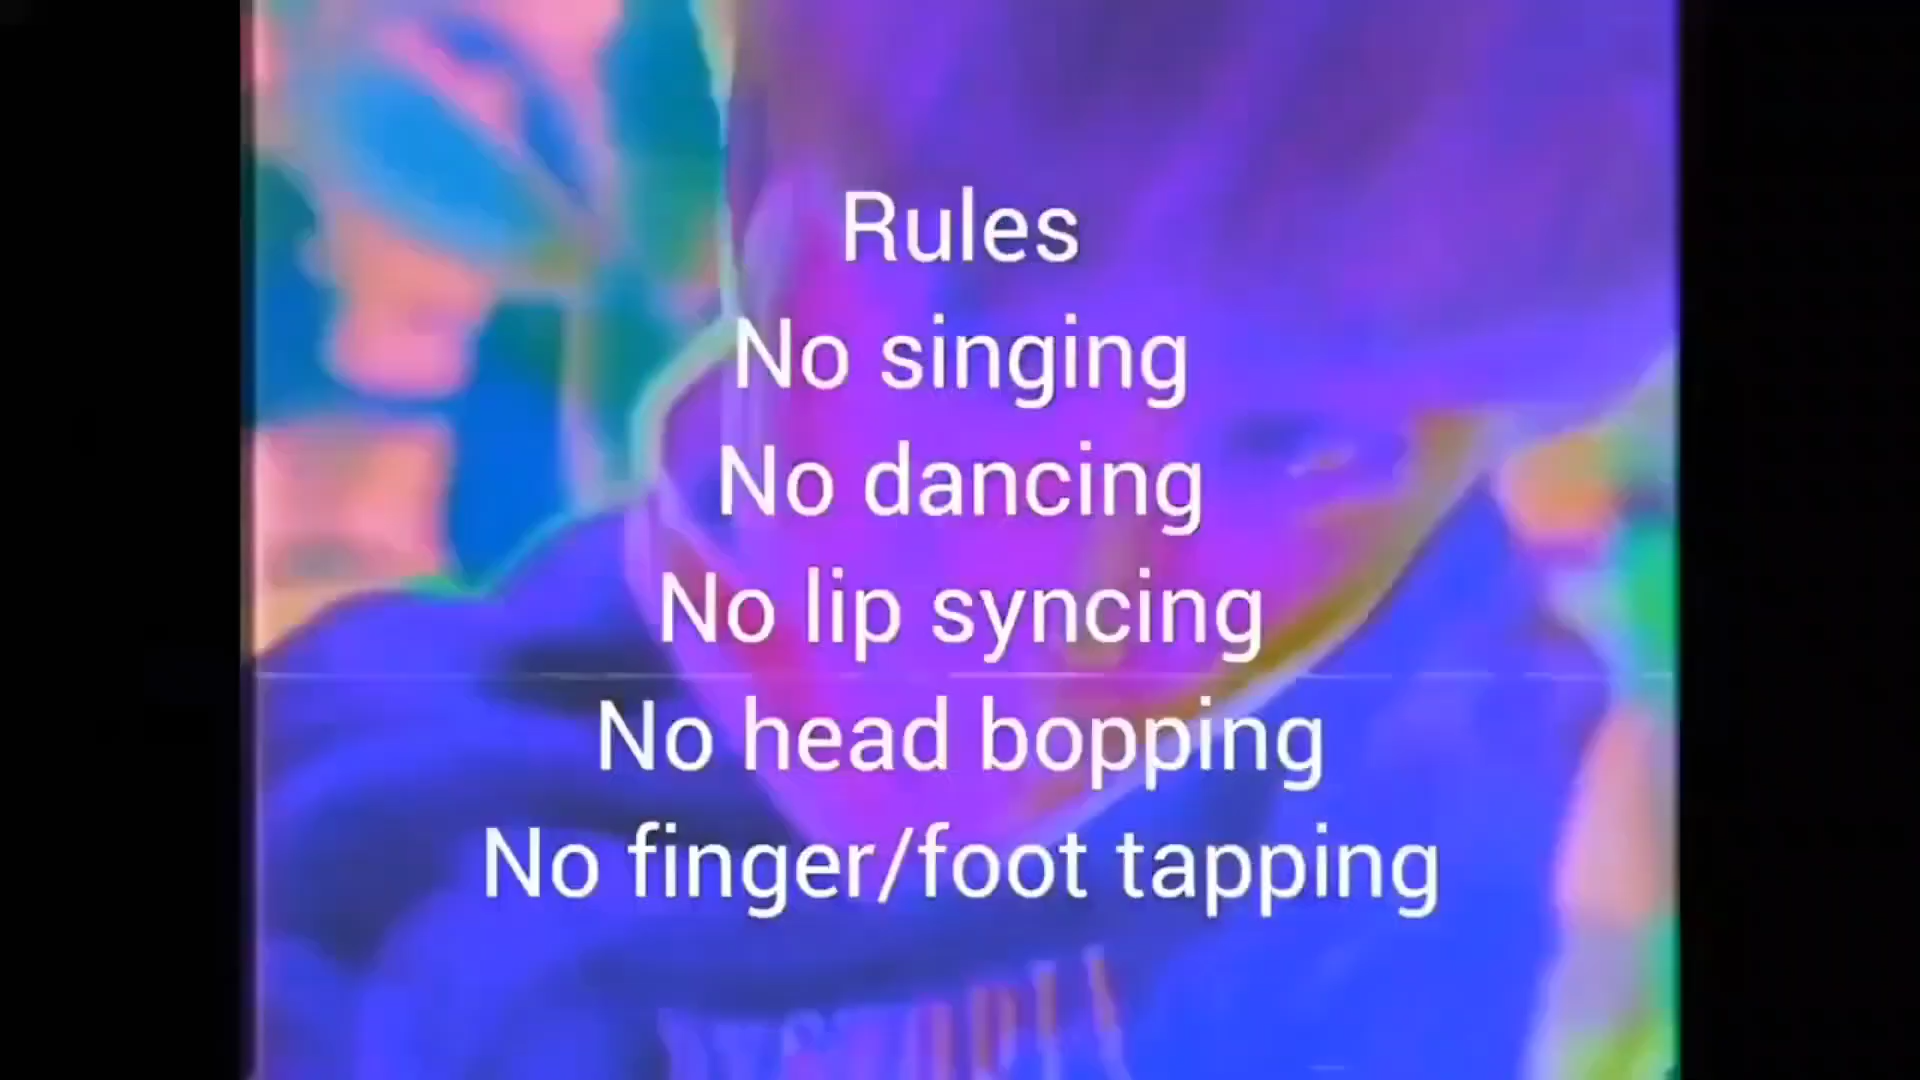 Rules
No singing
No dancing
No lip syncing
No head bopping
No finger/foot tapping